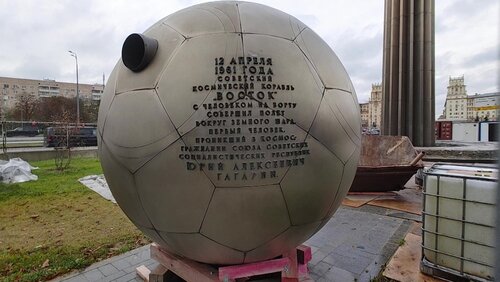 12 АПРЕЛЯ
1961 ГОДА
СОВЕТСКИЙ
КОСМИЧЕСКИЙ КОРАБЛЬ
"ВОСТОК"
С ЧЕЛОВЕКОМ НА БОРТУ
СОВЕРШИЛ ПОЛЕТ
ВОКРУГ ЗЕМНОГО ШАРА.
ПЕРВЫЙ ЧЕЛОВЕК,
ПРОНИКШИЙ В КОСМОС-
ГРАЖДАНИН СОЮЗА СОВЕТСКИХ
СОЦИАЛИСТИЧЕСКИХ РЕСПУБЛИК
ЮРИЙ АЛЕКСЕЕВИЧ
ГАГАРИН.